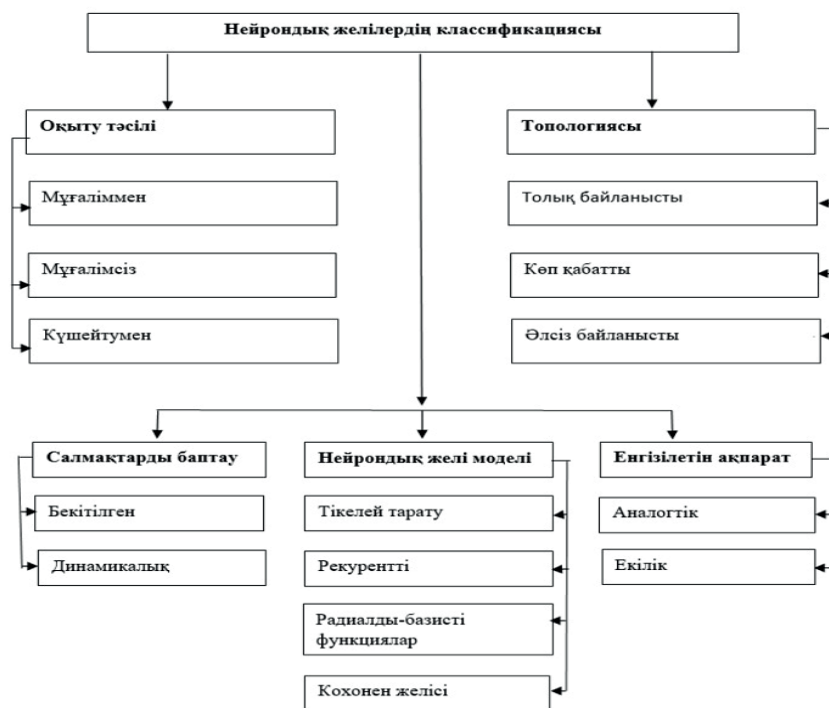 Нейрондық желілердің классификациясы
Оқыту тәсілі
Мұғаліммен
Мұғалімсіз
Күшейтумен
Топологиясы
Толық байланысты
Көп қабатты
Әлсіз байланысты
Салмақтарды баптау
Бекітілген
Динамикалық
Нейрондық желі моделі
Тікелей тарату
Рекурентті
Радиалды-базисті
функциялар
Кохонен желісі
Енгізілетін ақпарат
Аналогтік
Екілік